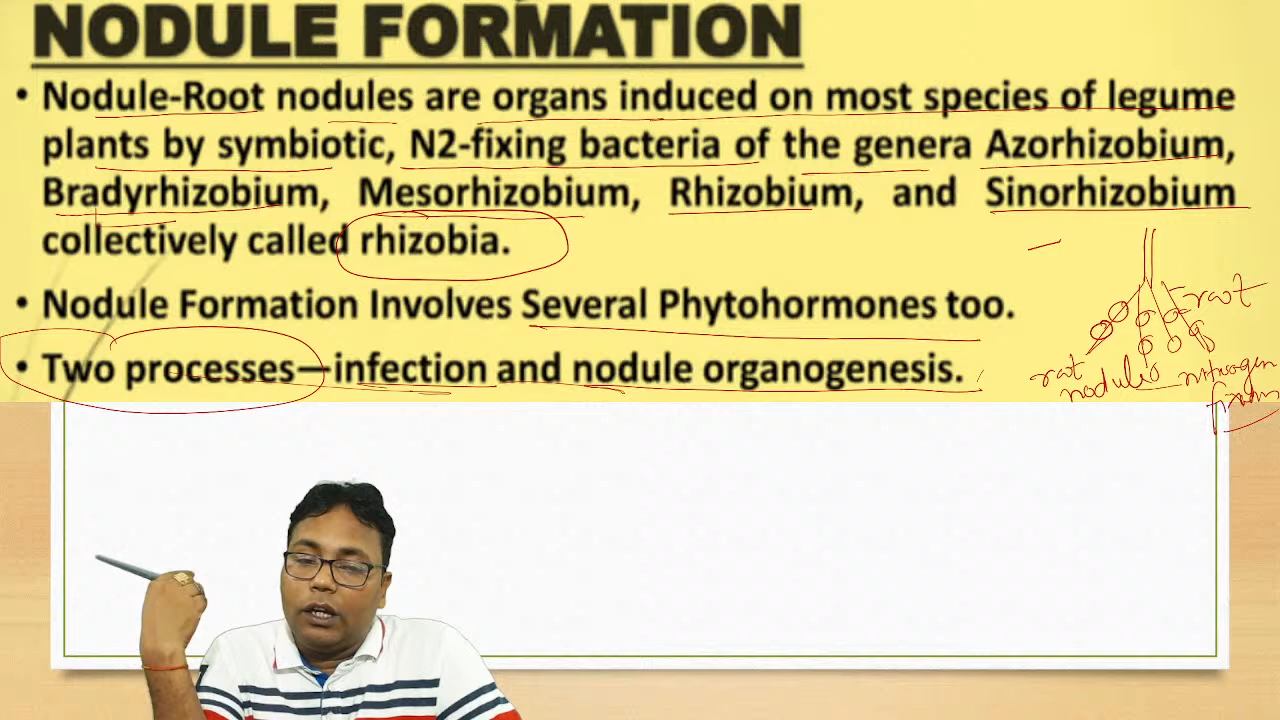 NODULE FORMATION
• Nodule-Root nodules are organs induced on most species of legume
plants by symbiotic, N2-fixing bacteria of the genera Azorhizobium,
Bradyrhizobium, Mesorhizobium, Rhizobium, and Sinorhizobium
collectively called rhizobia.
• Nodule Formation Involves Several Phytohormones too.
• Two processes—infection and nodule organogenesis.
root
root
nodule
nitrogen